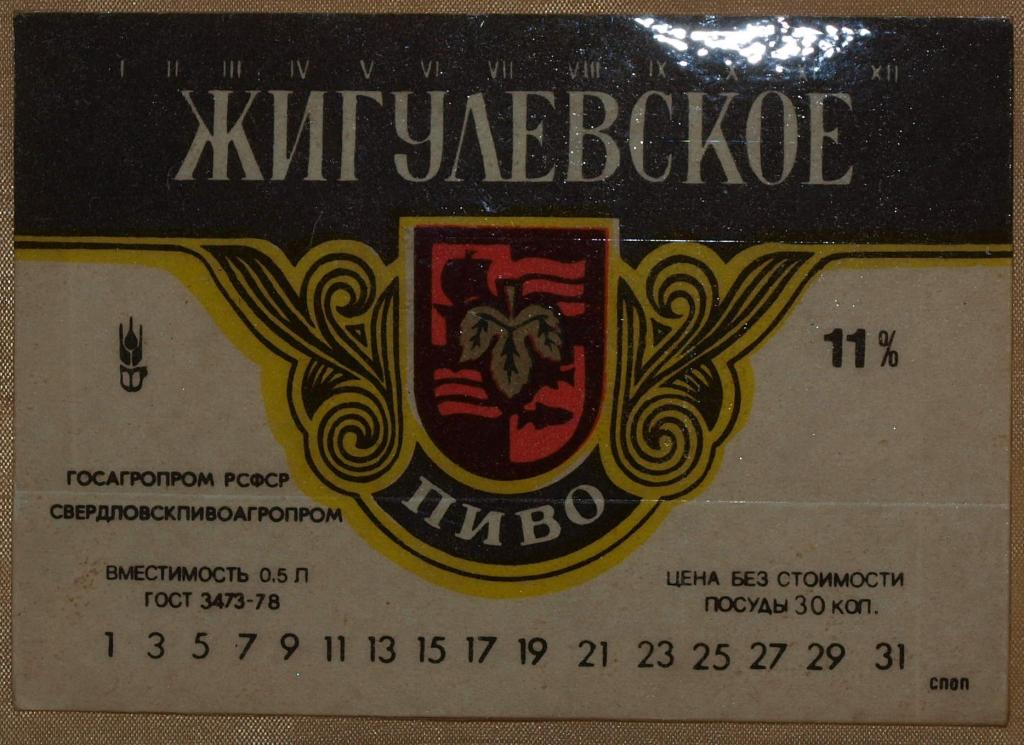 I II III IV V VI VII VIII IX X XI XII
ЖИГУЛЕВСКОЕ
11%
ГОСАГРОПРОМ РСФСР
СВЕРДЛОВСКПИВОАГРОПРОМ
ПИВО
ВМЕСТИМОСТЬ 0.5 Л
ГОСТ 3473-78
ЦЕНА БЕЗ СТОИМОСТИ
ПОСУДЫ 30 КОП.
1 3 5 7 9 11 13 15 17 19 21 23 25 27 29 31
СПОП